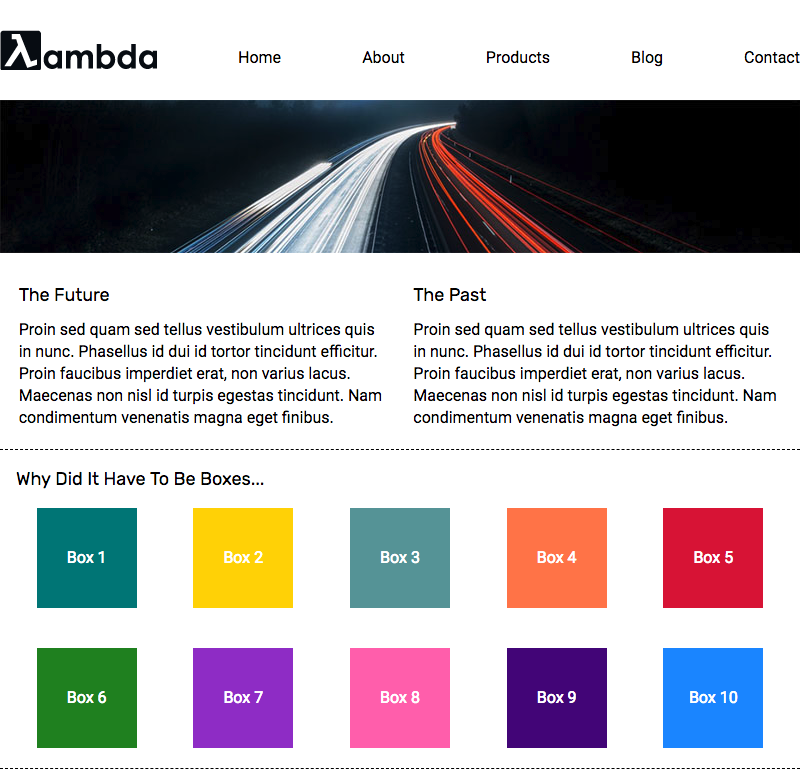 λambda
Home About Products Blog Contact
The Future
Proin sed quam sed tellus vestibulum ultrices quis
in nunc. Phasellus id dui id tortor tincidunt efficitur.
Proin faucibus imperdiet erat, non varius lacus.
Maecenas non nisl id turpis egestas tincidunt. Nam
condimentum venenatis magna eget finibus.
The Past
Proin sed quam sed tellus vestibulum ultrices quis
in nunc. Phasellus id dui id tortor tincidunt efficitur.
Proin faucibus imperdiet erat, non varius lacus.
Maecenas non nisl id turpis egestas tincidunt. Nam
condimentum venenatis magna eget finibus.
Why Did It Have To Be Boxes...
Box 1 Box 2 Box 3 Box 4 Box 5
Box 6 Box 7 Box 8 Box 9 Box 10